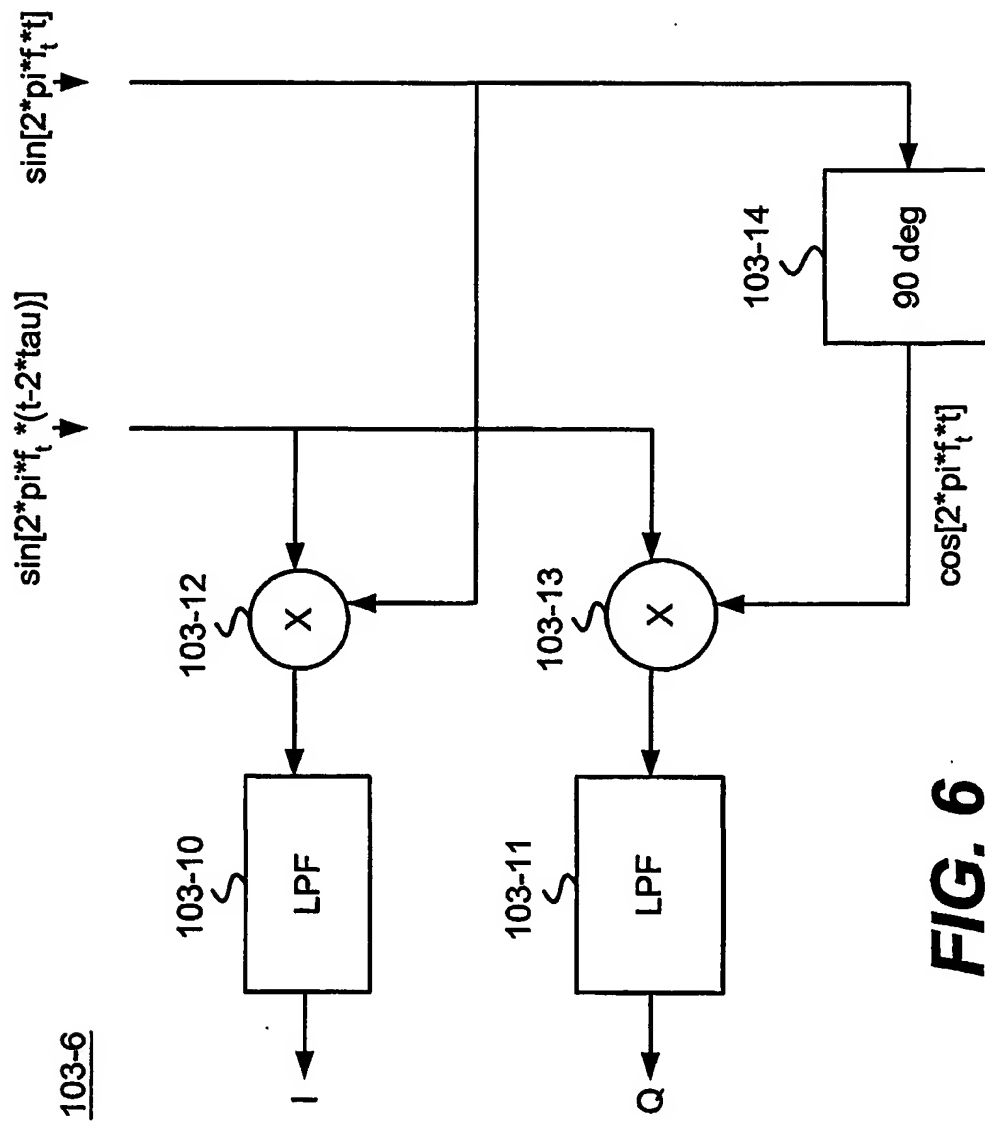 103-6
sin[2*pi*f_t *(t-2*tau)]
sin[2*pi*f_t*t]
103-12
X
103-10
LPF
I
103-13
X
103-11
LPF
Q
103-14
90 deg
cos[2*pi*f_t*t]
FIG. 6